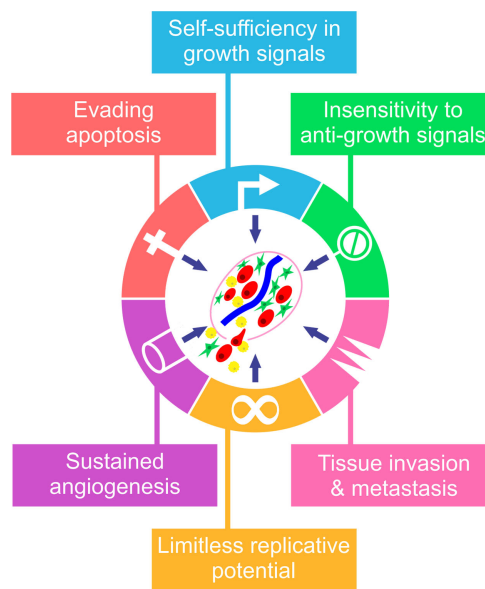 Self-sufficiency in
growth signals
Evading
apoptosis
Insensitivity to
anti-growth signals
Sustained
angiogenesis
Tissue invasion
& metastasis
Limitless replicative
potential